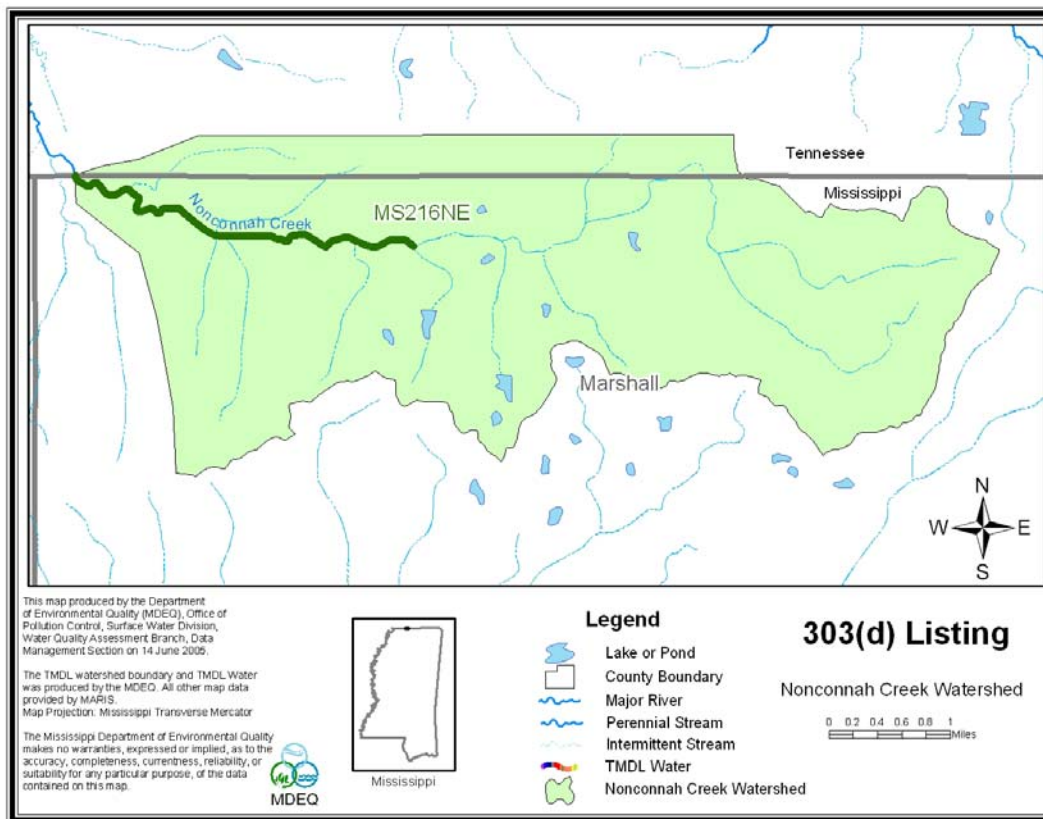 Tennessee
Mississippi
Nonconnah Creek
MS216NE
Marshall
N
W E
S
This map produced by the Department
of Environmental Quality (MDEQ), Office of
Pollution Control, Surface Water Division,
Water Quality Assessment Branch, Data
Management Section on 14 June 2005.
The TMDL watershed boundary and TMDL Water
was produced by the MDEQ. All other map data
provided by MARIS.
Map Projection: Mississippi Transverse Mercator
The Mississippi Department of Environmental Quality
makes no warranties, expressed or implied, as to the
accuracy, completeness, currentness, reliability, or
suitability for any particular purpose, of the data
contained on this map.
MDEQ
Mississippi
Legend
Lake or Pond
County Boundary
Major River
Perennial Stream
Intermittent Stream
TMDL Water
Nonconnah Creek Watershed
303(d) Listing
Nonconnah Creek Watershed
0 0.2 0.4 0.6 0.8 1
Miles